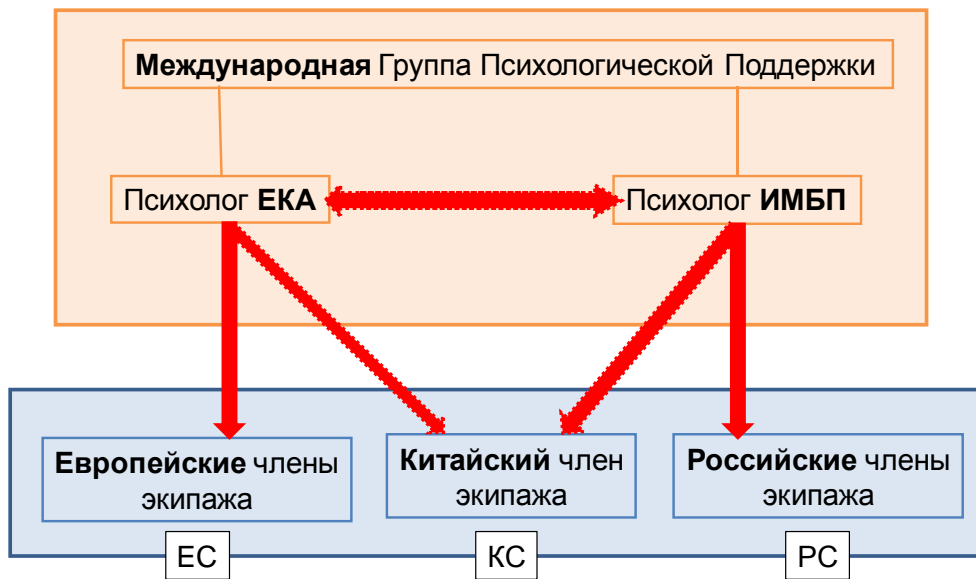 Международная Группа Психологической Поддержки
Психолог ЕКА
Психолог ИМБП
Европейские члены
экипажа
Китайский член
экипажа
Российские члены
экипажа
ЕС
КС
РС